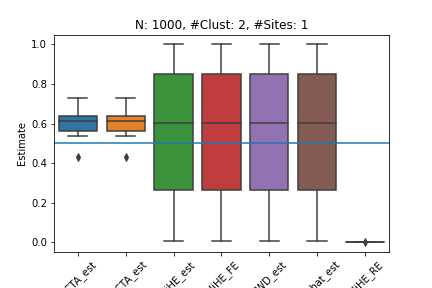 N: 1000, #Clust: 2, #Sites: 1
1.0
0.8
0.6
0.4
0.2
0.0
Estimate
CTA_est
CTA_est
HE_est
HE_FE
WD_est
bat_est
HE_RE